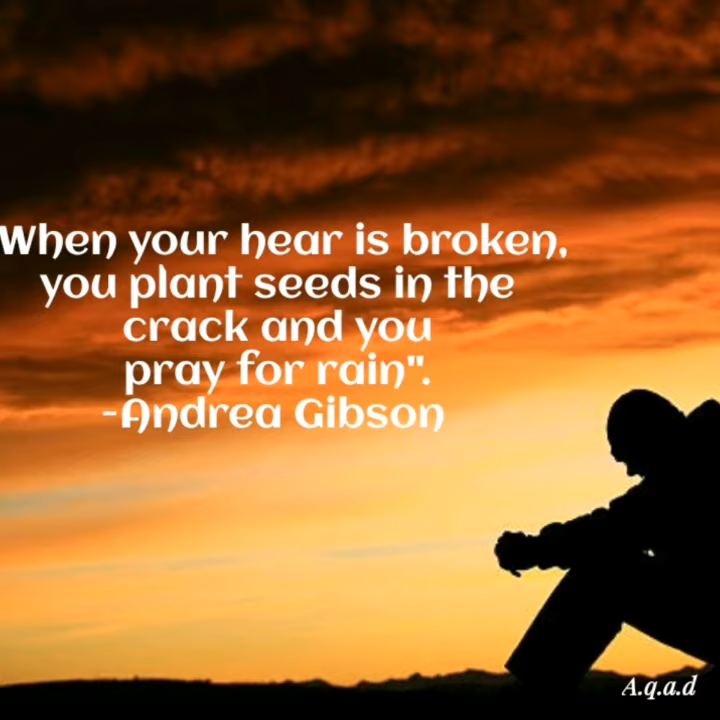 When your hear is broken,
you plant seeds in the
crack and you
pray for rain".
-Andrea Gibson
A.q.a.d